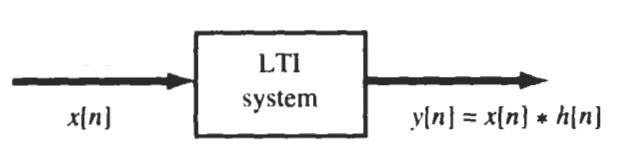 LTI
system
x[n]
y[n] = x[n] * h[n]